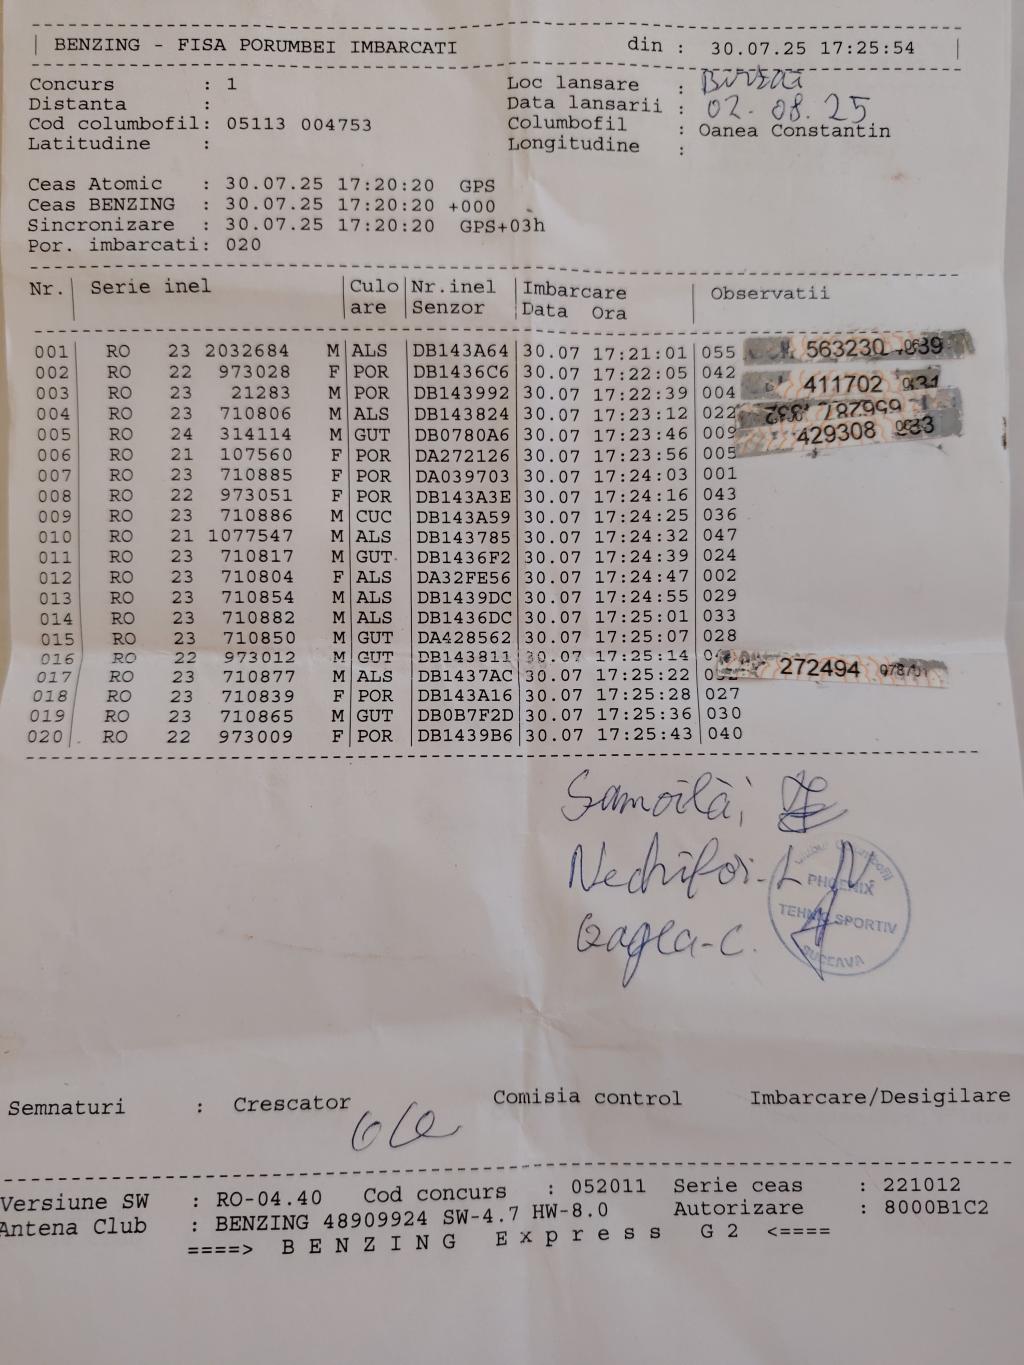 BENZING - FISA PORUMBEI IMBARCATI din : 30.07.25 17:25:54
Concurs : 1 Loc lansare :
Distanta : Data lansarii : 02.08.25
Cod columbofil: 05113 004753 Columbofil : Oanea Constantin
Latitudine : Longitudine :
Ceas Atomic : 30.07.25 17:20:20 GPS
Ceas BENZING : 30.07.25 17:20:20 +000
Sincronizare : 30.07.25 17:20:20 GPS+03h
Por. imbarcati: 020
Nr. Serie inel Culo Nr.inel Imbarcare Observatii
are Senzor Data Ora
001 RO 23 2032684 M ALS DB143A64 30.07 17:21:01 055 563230
002 RO 22 973028 F POR DB1436C6 30.07 17:22:05 042
003 RO 23 21283 M POR DB143992 30.07 17:22:39 004 411702
004 RO 23 710806 M ALS DB143824 30.07 17:23:12 022
005 RO 24 314114 M GUT DB0780A6 30.07 17:23:46 009 429308
006 RO 21 107560 F POR DA272126 30.07 17:23:56 005
007 RO 23 710885 F POR DA039703 30.07 17:24:03 001
008 RO 22 973051 F POR DB143A3E 30.07 17:24:16 043
009 RO 23 710886 M CUC DB143A59 30.07 17:24:25 036
010 RO 21 1077547 M ALS DB143785 30.07 17:24:32 047
011 RO 23 710817 M GUT DB1436F2 30.07 17:24:39 024
012 RO 23 710804 F ALS DA32FE56 30.07 17:24:47 002
013 RO 23 710854 M ALS DB1439DC 30.07 17:24:55 029
014 RO 23 710882 M ALS DB1436DC 30.07 17:25:01 033
015 RO 23 710850 M GUT DA428562 30.07 17:25:07 028
016 RO 22 973012 M GUT DB143811 30.07 17:25:14 272494
017 RO 23 710877 M ALS DB1437AC 30.07 17:25:22
018 RO 23 710839 F POR DB143A16 30.07 17:25:28 027
019 RO 23 710865 M GUT DB0B7F2D 30.07 17:25:36 030
020 RO 22 973009 F POR DB1439B6 30.07 17:25:43 040
Samoilă;
Nechifor-L
Gagea-C.
PHOENIX
TEHNIC SPORTIV
SUCEAVA
Semnaturi : Crescator Comisia control Imbarcare/Desigilare
Versiune SW : RO-04.40 Cod concurs : 052011 Serie ceas : 221012
Antena Club : BENZING 48909924 SW-4.7 HW-8.0 Autorizare : 8000B1C2
====> B E N Z I N G E x p r e s s G 2 <====